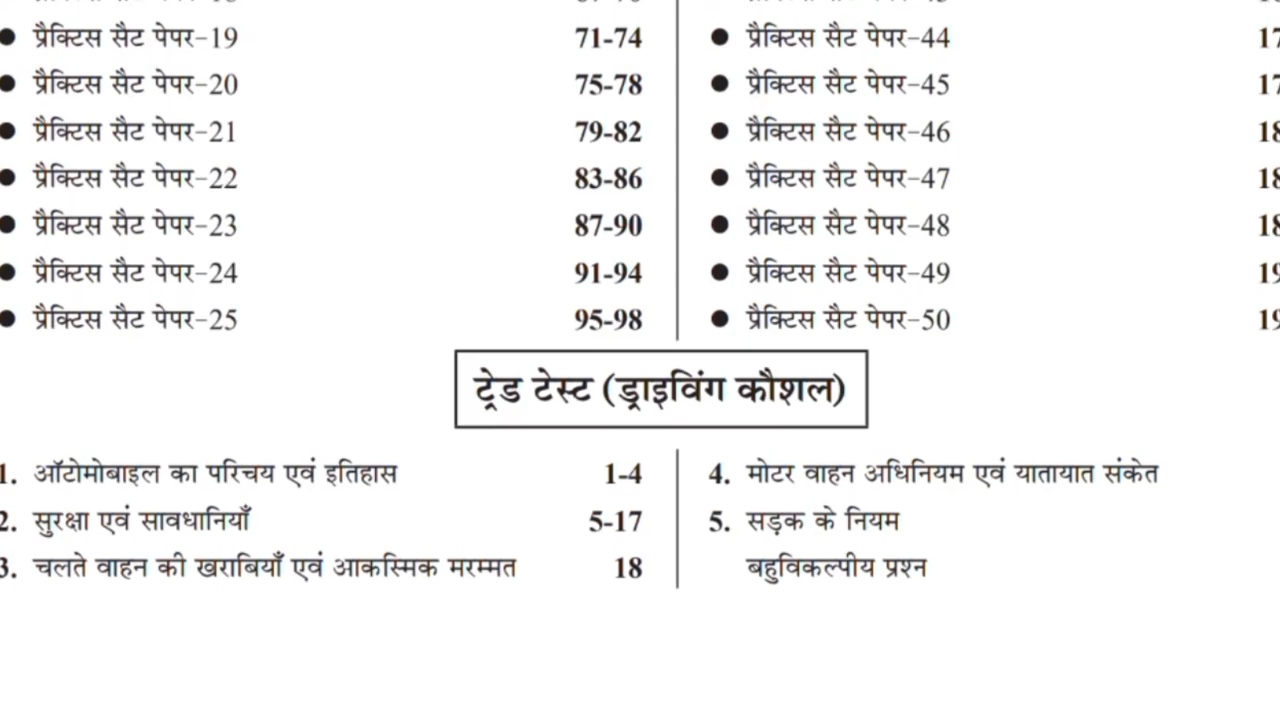 ● प्रैक्टिस सैट पेपर-19 71-74
● प्रैक्टिस सैट पेपर-20 75-78
● प्रैक्टिस सैट पेपर-21 79-82
● प्रैक्टिस सैट पेपर-22 83-86
● प्रैक्टिस सैट पेपर-23 87-90
● प्रैक्टिस सैट पेपर-24 91-94
● प्रैक्टिस सैट पेपर-25 95-98
● प्रैक्टिस सैट पेपर-44
● प्रैक्टिस सैट पेपर-45
● प्रैक्टिस सैट पेपर-46
● प्रैक्टिस सैट पेपर-47
● प्रैक्टिस सैट पेपर-48
● प्रैक्टिस सैट पेपर-49
● प्रैक्टिस सैट पेपर-50
ट्रेड टेस्ट (ड्राइविंग कौशल)
1. ऑटोमोबाइल का परिचय एवं इतिहास 1-4
2. सुरक्षा एवं सावधानियाँ 5-17
3. चलते वाहन की खराबियाँ एवं आकस्मिक मरम्मत 18
4. मोटर वाहन अधिनियम एवं यातायात संकेत
5. सड़क के नियम
बहुविकल्पीय प्रश्न